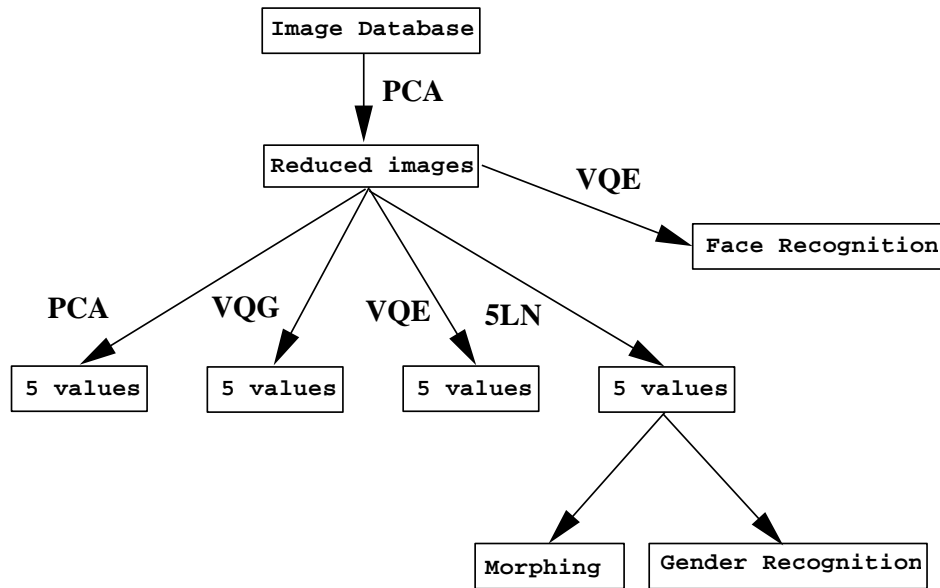 Image Database
PCA
Reduced images
VQE
Face Recognition
PCA
VQG
VQE
5LN
5 values
5 values
5 values
5 values
Morphing
Gender Recognition